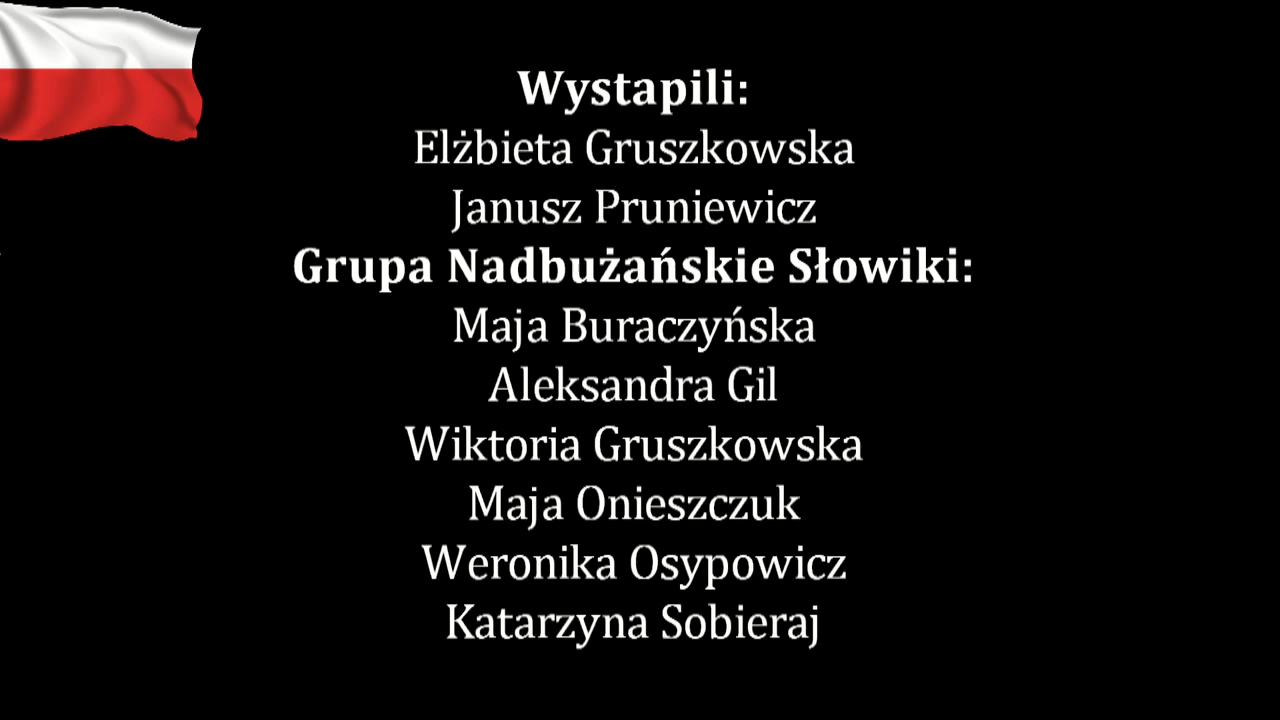 Wystapili:
Elżbieta Gruszkowska
Janusz Pruniewicz
Grupa Nadbużańskie Słowiki:
Maja Buraczyńska
Aleksandra Gil
Wiktoria Gruszkowska
Maja Onieszczuk
Weronika Osypowicz
Katarzyna Sobieraj